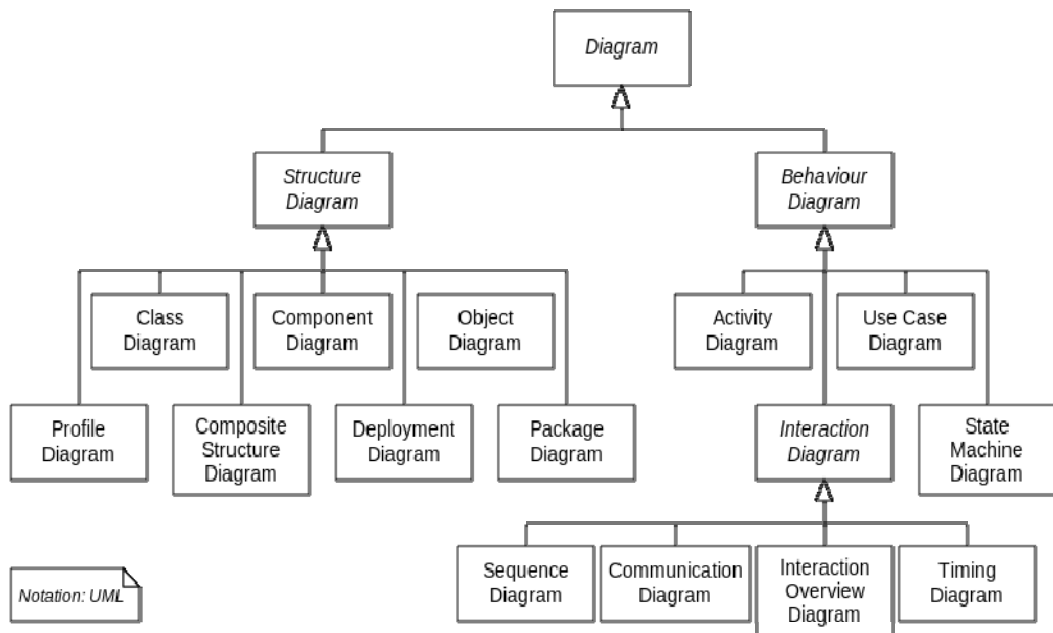 Diagram
Structure
Diagram
Behaviour
Diagram
Class
Diagram
Component
Diagram
Object
Diagram
Activity
Diagram
Use Case
Diagram
Profile
Diagram
Composite
Structure
Diagram
Deployment
Diagram
Package
Diagram
Interaction
Diagram
State
Machine
Diagram
Sequence
Diagram
Communication
Diagram
Interaction
Overview
Diagram
Timing
Diagram
Notation: UML